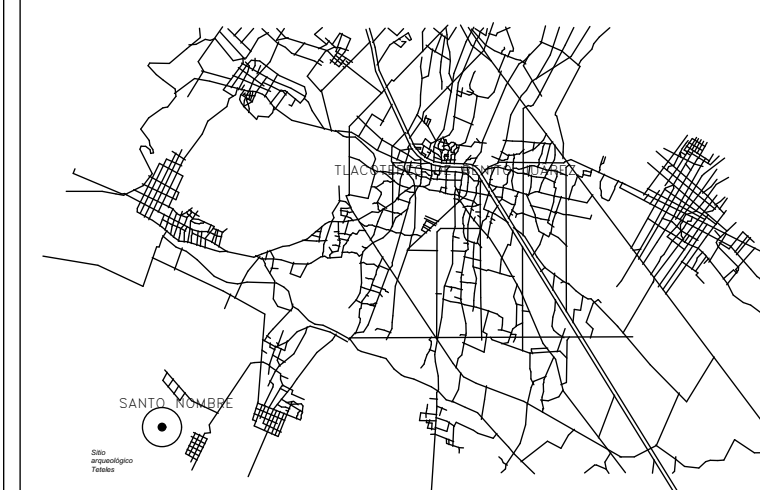 TLACOTEPEC DE BENITO JUAREZ
SANTO NOMBRE
Sitio
arqueológico
Teteles